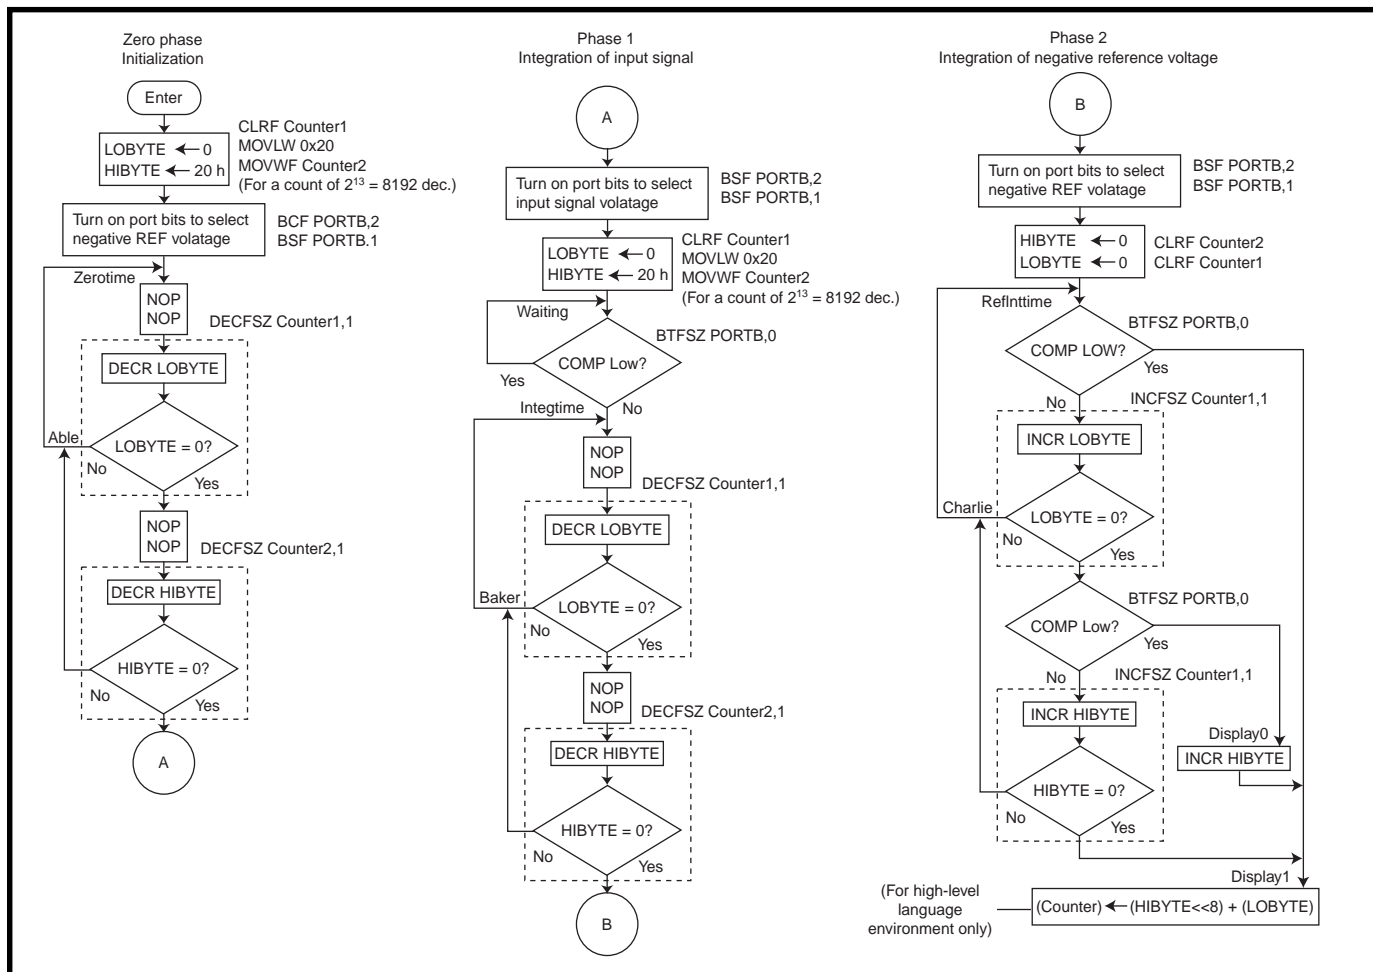 Zero phase
Initialization
Enter
LOBYTE ← 0
HIBYTE ← 20 h
CLRF Counter1
MOVLW 0x20
MOVWF Counter2
(For a count of 2¹³ = 8192 dec.)
Turn on port bits to select
negative REF volatage
BCF PORTB,2
BSF PORTB.1
Zerotime
NOP
NOP
DECFSZ Counter1,1
DECR LOBYTE
Able
LOBYTE = 0?
No
Yes
NOP
NOP
DECFSZ Counter2,1
DECR HIBYTE
HIBYTE = 0?
No
Yes
A
Phase 1
Integration of input signal
A
Turn on port bits to select
input signal volatage
BSF PORTB,2
BSF PORTB,1
LOBYTE ← 0
HIBYTE ← 20 h
CLRF Counter1
MOVLW 0x20
MOVWF Counter2
(For a count of 2¹³ = 8192 dec.)
Waiting
BTFSZ PORTB,0
COMP Low?
Yes
No
Integtime
NOP
NOP
DECFSZ Counter1,1
DECR LOBYTE
Baker
LOBYTE = 0?
No
Yes
NOP
NOP
DECFSZ Counter2,1
DECR HIBYTE
HIBYTE = 0?
No
Yes
B
Phase 2
Integration of negative reference voltage
B
Turn on port bits to select
negative REF volatage
BSF PORTB,2
BSF PORTB,1
HIBYTE ← 0
LOBYTE ← 0
CLRF Counter2
CLRF Counter1
RefInttime
BTFSZ PORTB,0
COMP LOW?
Yes
No
INCFSZ Counter1,1
INCR LOBYTE
Charlie
LOBYTE = 0?
No
Yes
BTFSZ PORTB,0
COMP Low?
Yes
No
INCFSZ Counter1,1
INCR HIBYTE
Display0
INCR HIBYTE
HIBYTE = 0?
No
Yes
Display1
(For high-level
language
environment only)
(Counter) ← (HIBYTE<<8) + (LOBYTE)